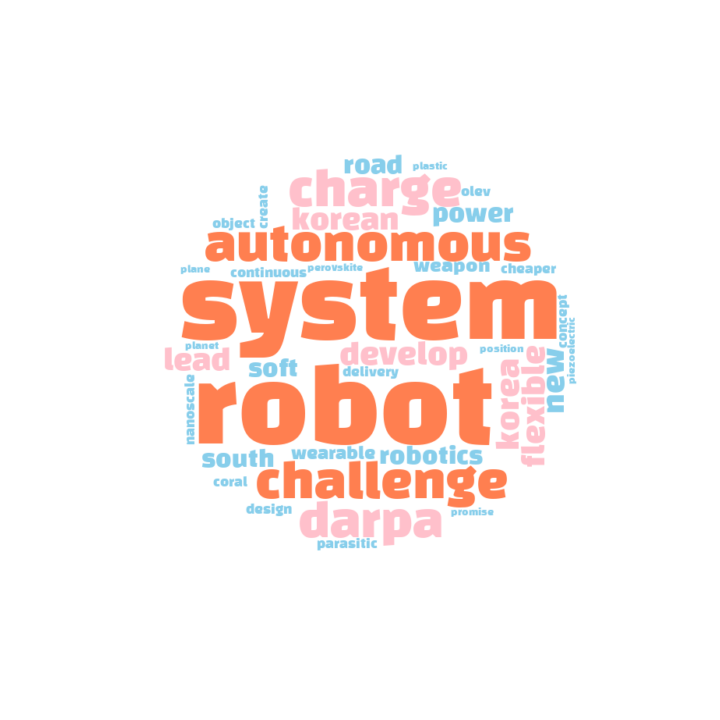 road
plastic
charge
olev
create
korean
power
object
autonomous
weapon
cheaper
plane
continuous
perovskite
system
concept
piezoelectric
planet
lead
develop
position
soft
delivery
new
korea
flexible
nanoscale
robot
south
wearable
robotics
coral
challenge
design
darpa
promise
parasitic